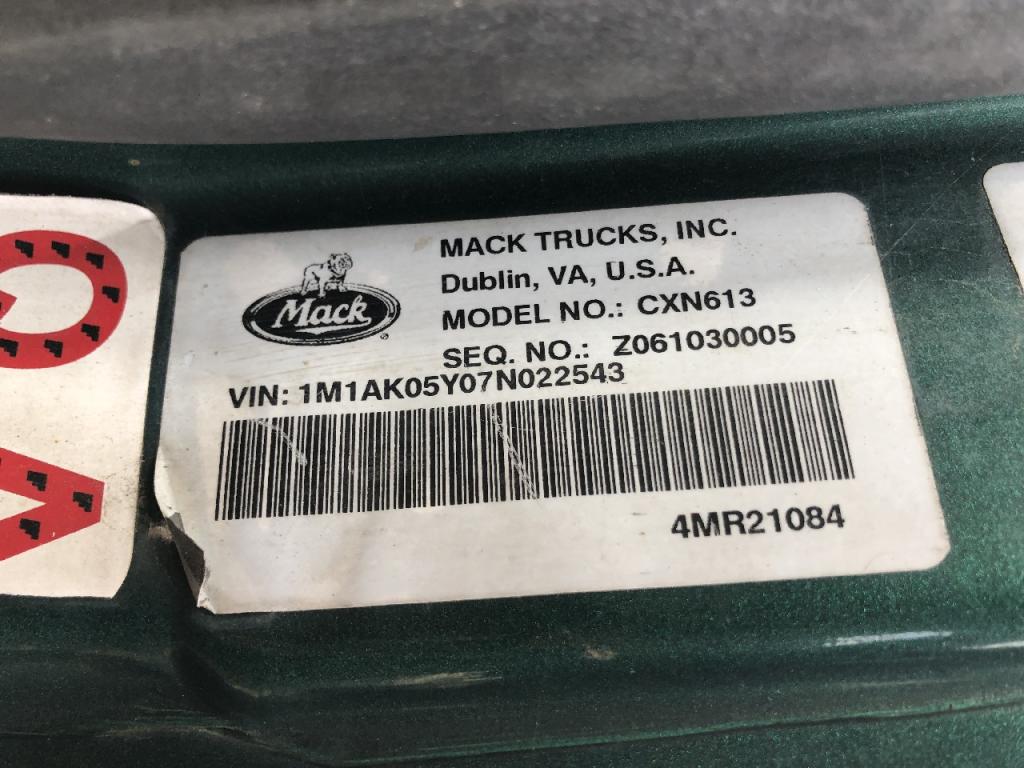 Mack
®
MACK TRUCKS, INC.
Dublin, VA, U.S.A.
MODEL NO.: CXN613
SEQ. NO.: Z061030005
VIN: 1M1AK05Y07N022543
4MR21084